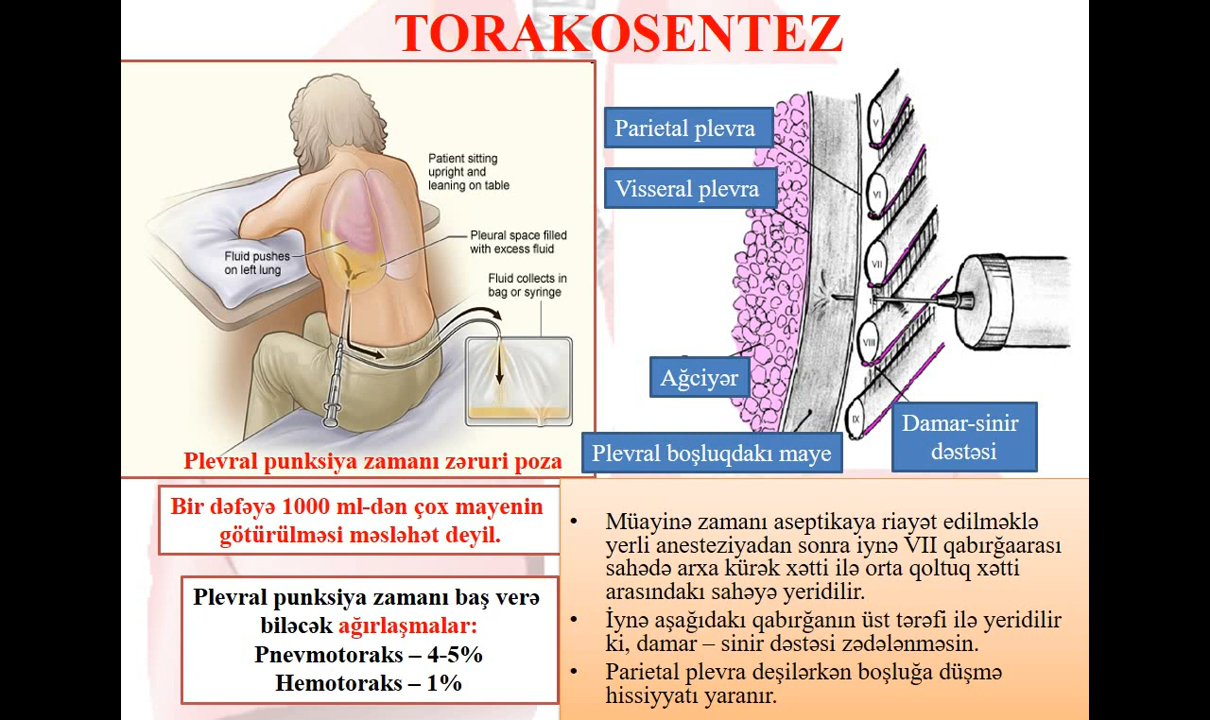 TORAKOSENTEZ
Patient sitting
upright and
leaning on table
Pleural space filled
with excess fluid
Fluid pushes
on left lung
Fluid collects in
bag or syringe
Plevral punksiya zamanı zəruri poza
Parietal plevra
Visseral plevra
Ağciyər
Plevral boşluqdakı maye
Damar-sinir
dəstəsi
V
VI
VII
VIII
IX
Bir dəfəyə 1000 ml-dən çox mayenin
götürülməsi məsləhət deyil.
Plevral punksiya zamanı baş verə
biləcək ağırlaşmalar:
Pnevmotoraks – 4-5%
Hemotoraks – 1%
• Müayinə zamanı aseptikaya riayət edilməklə
yerli anesteziyadan sonra iynə VII qabırğaarası
sahədə arxa kürək xətti ilə orta qoltuq xətti
arasındakı sahəyə yeridilir.
• İynə aşağıdakı qabırğanın üst tərəfi ilə yeridilir
ki, damar – sinir dəstəsi zədələnməsin.
• Parietal plevra deşilərkən boşluğa düşmə
hissiyyatı yaranır.